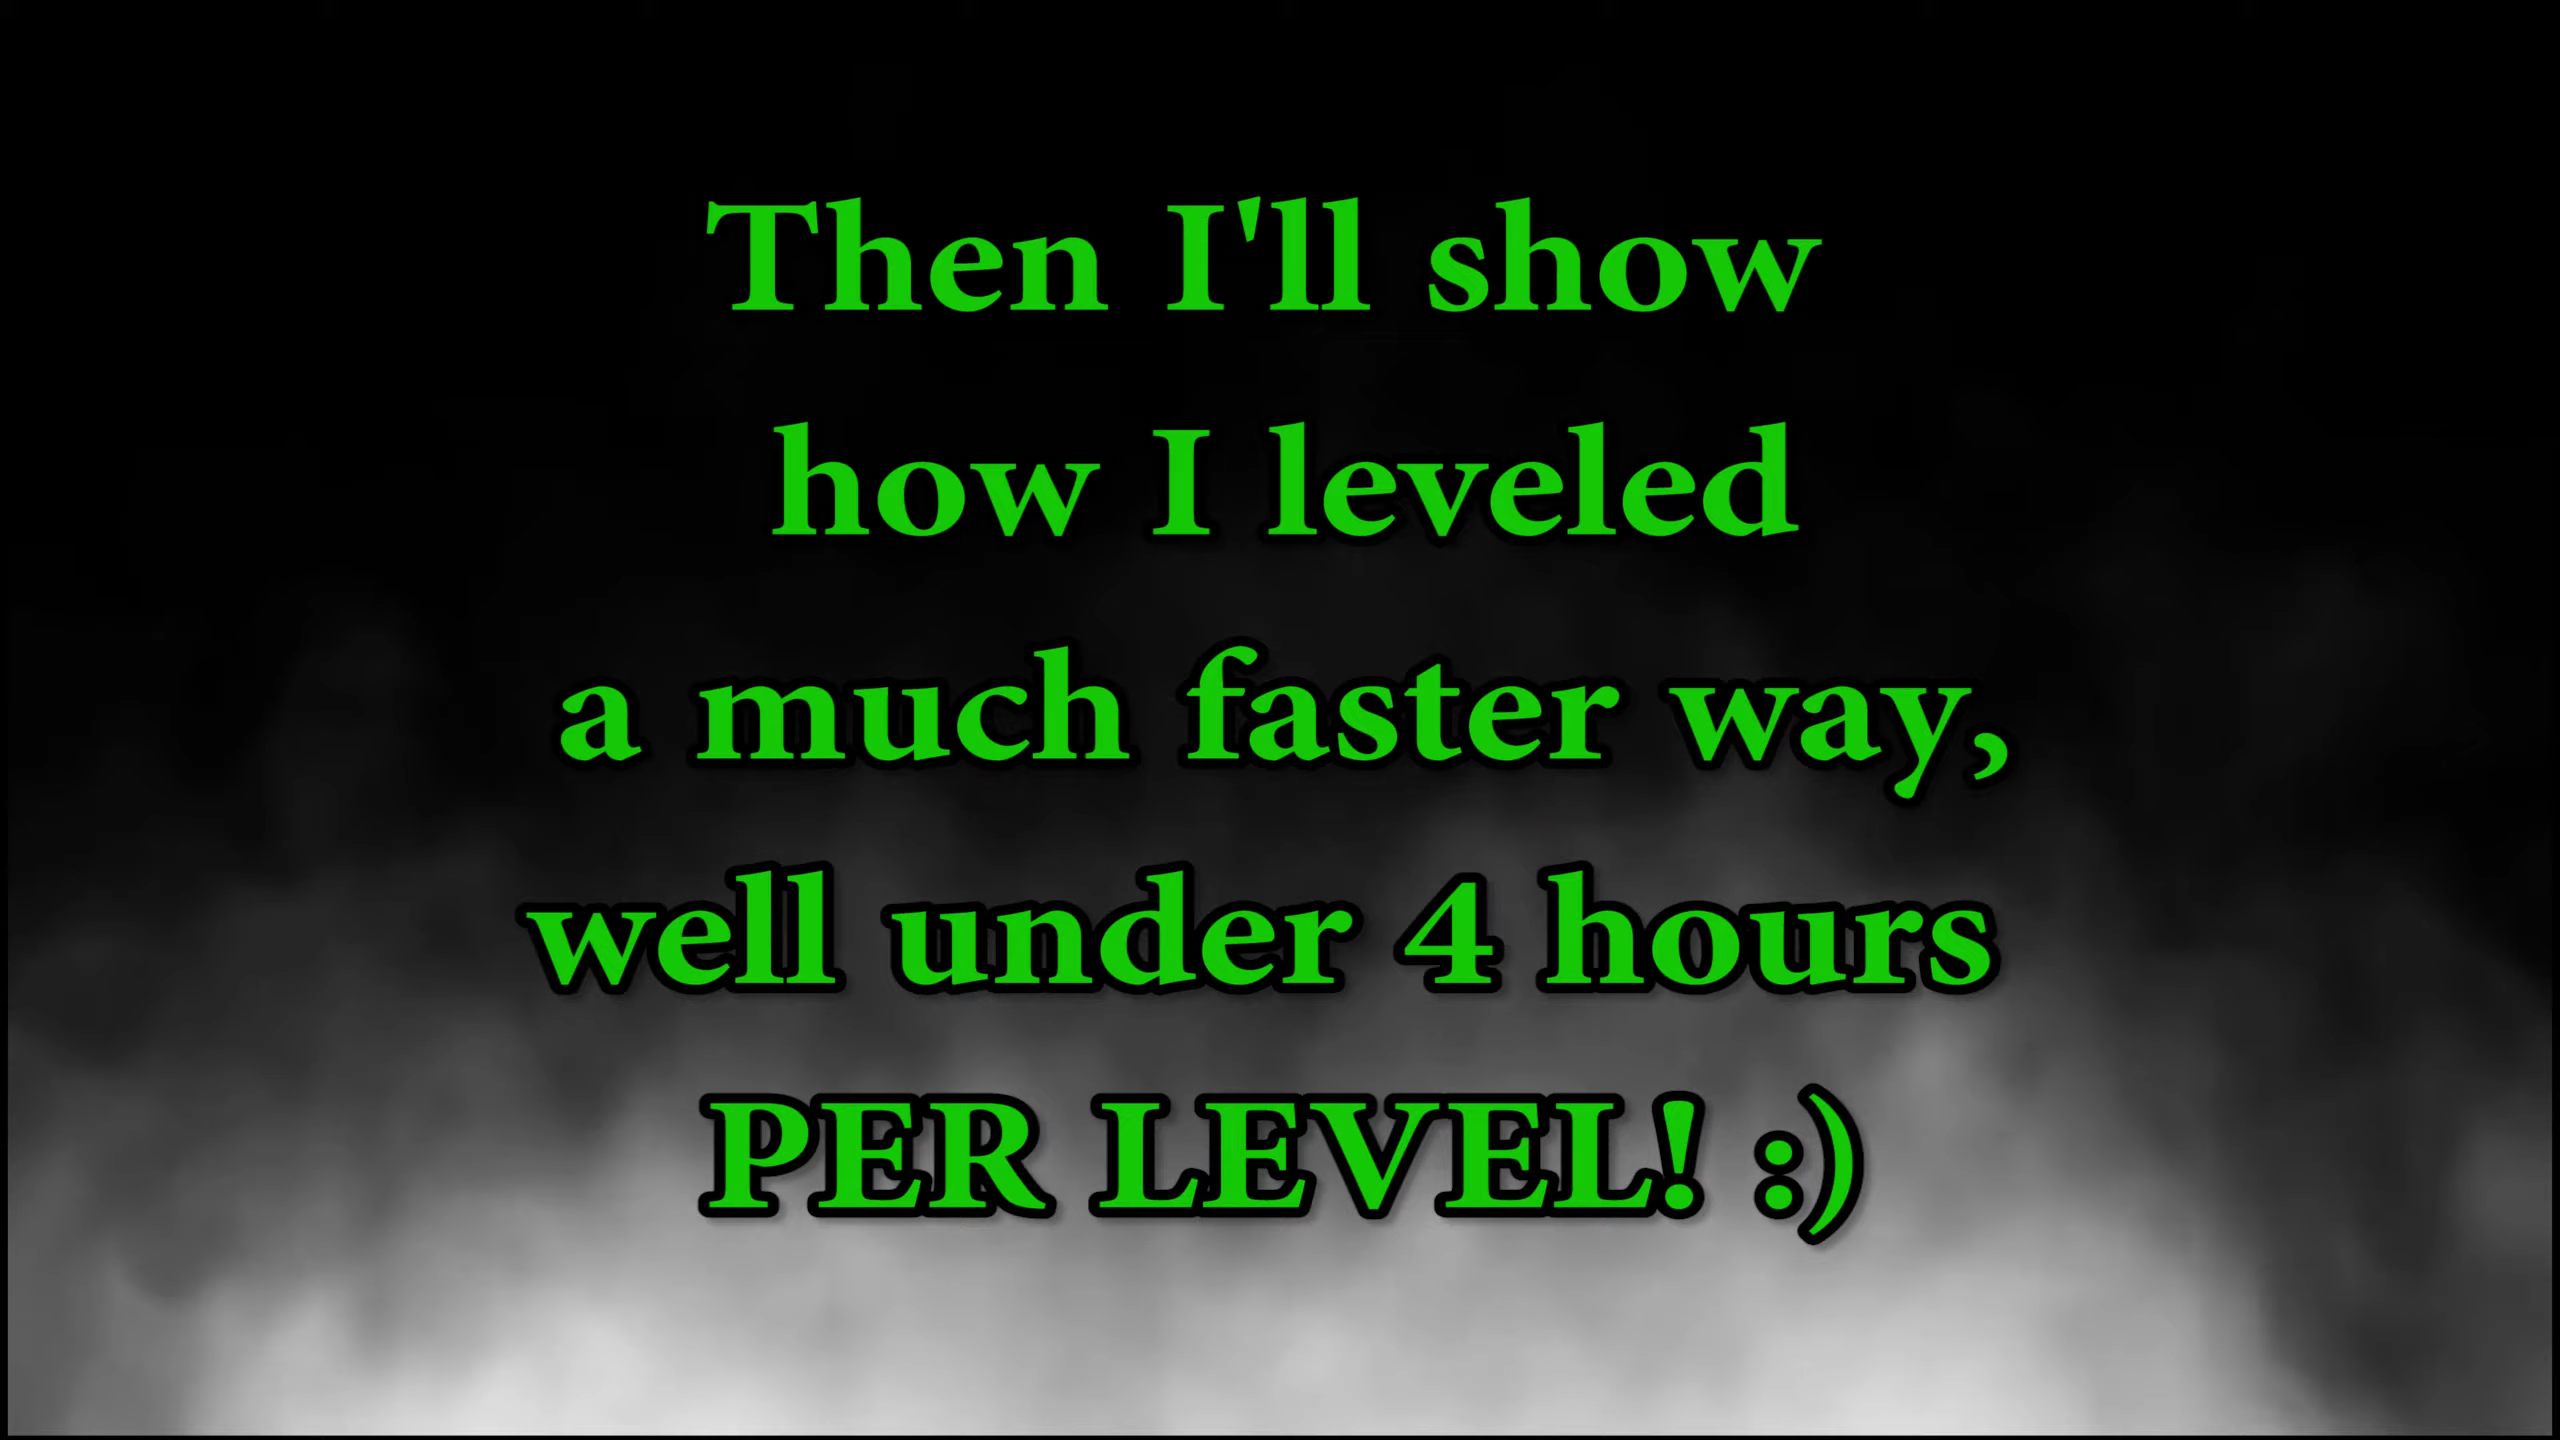 Then I'll show
how I leveled
a much faster way,
well under 4 hours
PER LEVEL! :)